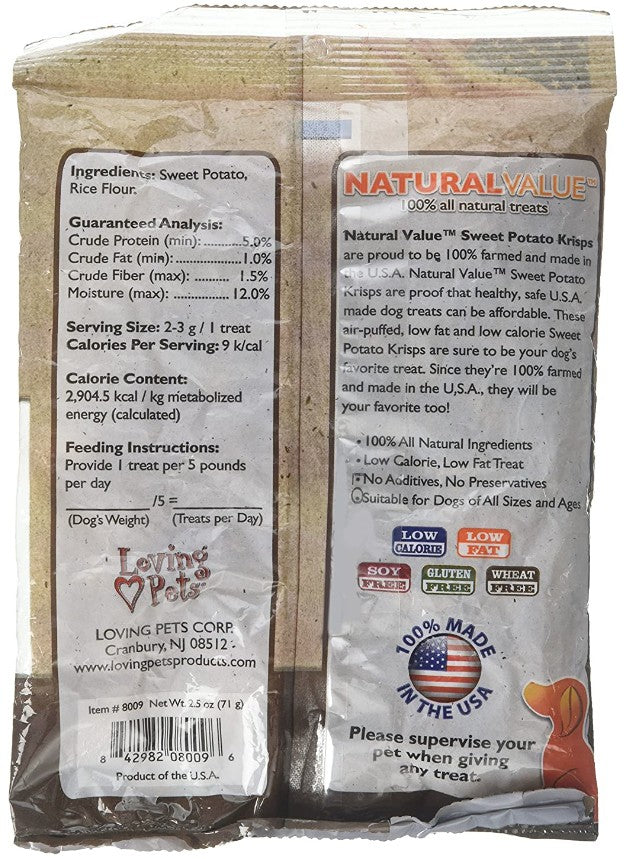 Ingredients: Sweet Potato,
Rice Flour.
Guaranteed Analysis:
Crude Protein (min): ..........5.0%
Crude Fat (min): .................1.0%
Crude Fiber (max): ........ 1.5%
Moisture (max): ............. 12.0%
Serving Size: 2-3 g / 1 treat
Calories Per Serving: 9 k/cal
Calorie Content:
2,904.5 kcal / kg metabolized
energy (calculated)
Feeding Instructions:
Provide 1 treat per 5 pounds
per day
/5 =
(Dog's Weight) (Treats per Day)
Loving
Pets
LOVING PETS CORP.
Cranbury, NJ 08512
www.lovingpetsproducts.com
Item # 8009 Net Wt. 2.5 oz (71 g)
8 42982 08009 6
Product of the U.S.A.
NATURALVALUE™
100% all natural treats
Natural Value™ Sweet Potato Krisps
are proud to be 100% farmed and made in
the U.S.A. Natural Value™ Sweet Potato
Krisps are proof that healthy, safe U.S.A.
made dog treats can be affordable. These
air-puffed, low fat and low calorie Sweet
Potato Krisps are sure to be your dog's
favorite treat. Since they're 100% farmed
and made in the U.S.A., they will be
your favorite too!
• 100% All Natural Ingredients
• Low Calorie, Low Fat Treat
No Additives, No Preservatives
Suitable for Dogs of All Sizes and Ages
LOW
CALORIE
LOW
FAT
SOY
FREE
GLUTEN
FREE
WHEAT
FREE
100% MADE
IN THE USA
Please supervise your
pet when giving
any treat.